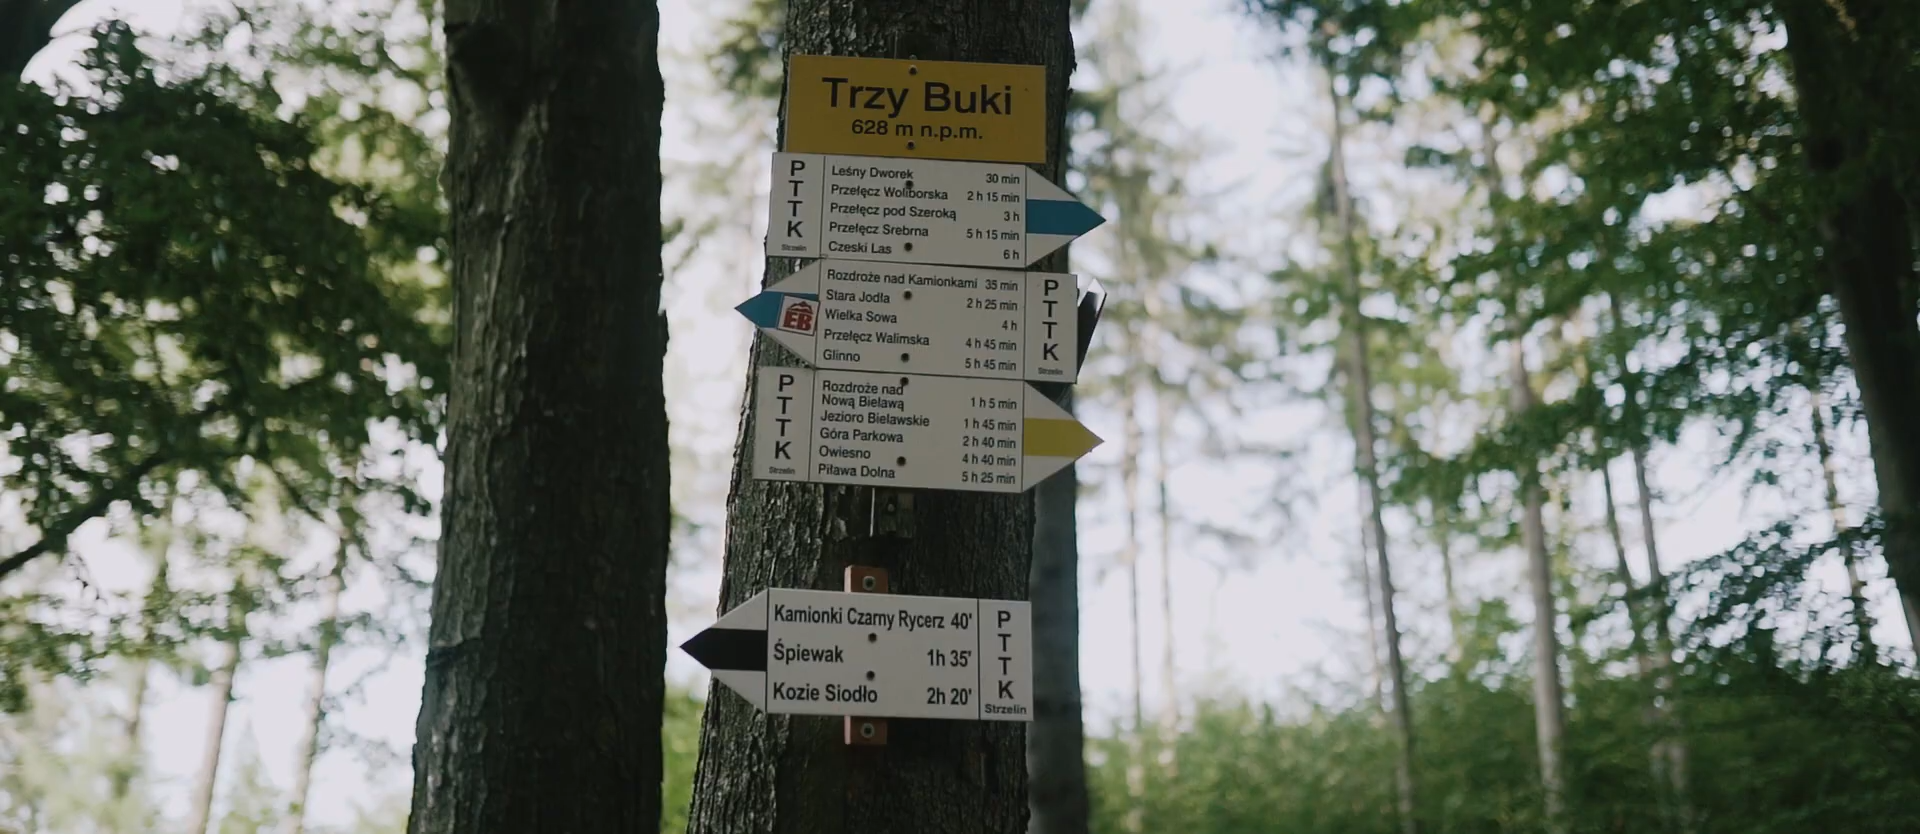 Trzy Buki
628 m n.p.m.
PTTK
Strzelin
Leśny Dworek 30 min
Przełęcz Woliborska 2 h 15 min
Przełęcz pod Szeroką 3 h
Przełęcz Srebrna 5 h 15 min
Czeski Las 6 h
EB
Rozdroże nad Kamionkami 35 min
Stara Jodła 2 h 25 min
Wielka Sowa 4 h
Przełęcz Walimska 4 h 45 min
Glinno 5 h 45 min
PTTK
Strzelin
PTTK
Strzelin
Rozdroże nad
Nową Bielawą 1 h 5 min
Jezioro Bielawskie 1 h 45 min
Góra Parkowa 2 h 40 min
Owiesno 4 h 40 min
Piława Dolna 5 h 25 min
Kamionki Czarny Rycerz 40'
Śpiewak 1h 35'
Kozie Siodło 2h 20'
PTTK
Strzelin